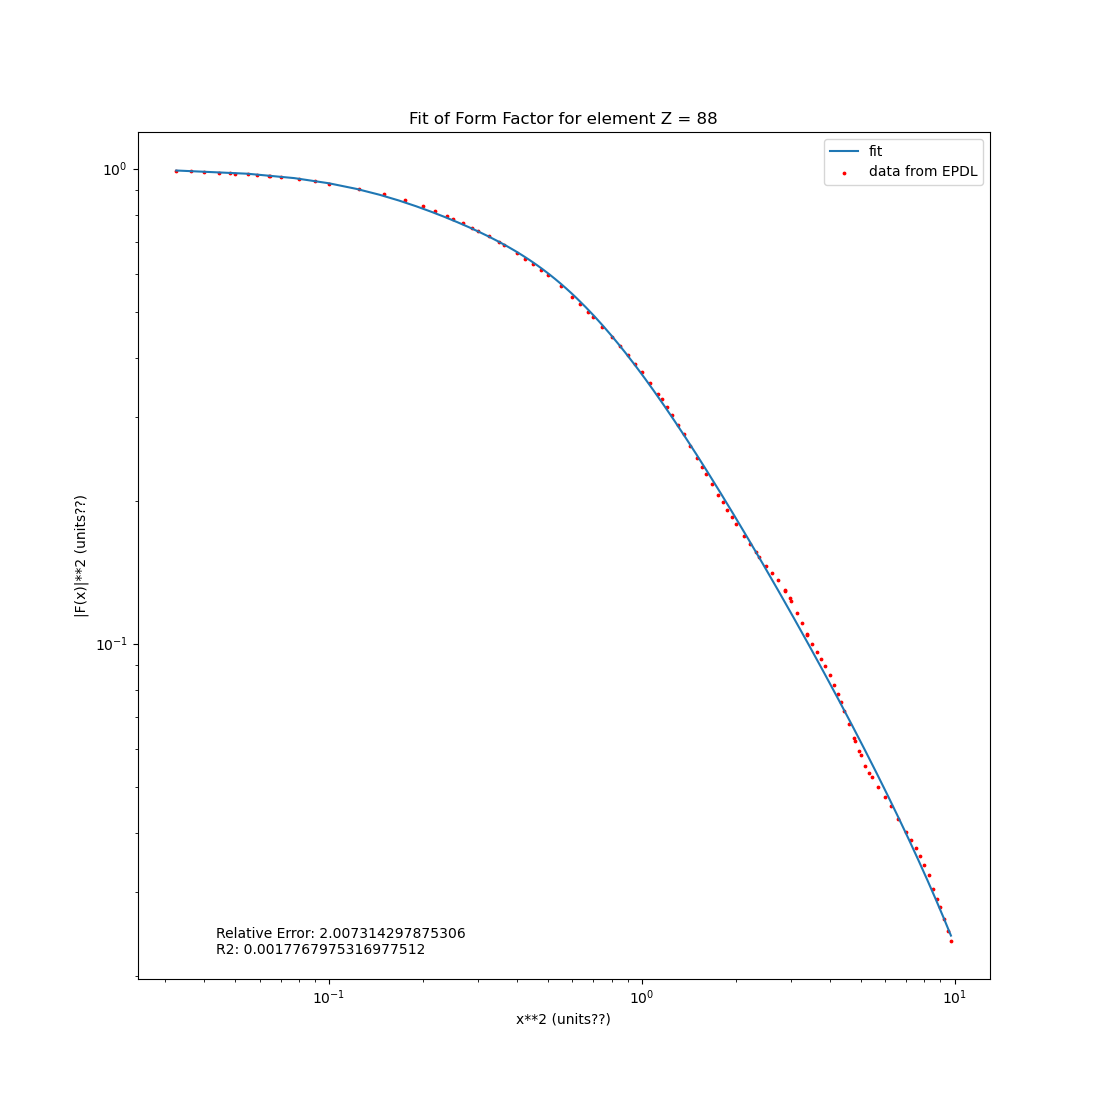 Fit of Form Factor for element Z = 88
fit
data from EPDL
10⁰
10⁻¹
|F(x)|**2 (units??)
Relative Error: 2.007314297875306
R2: 0.0017767975316977512
10⁻¹
10⁰
10¹
x**2 (units??)